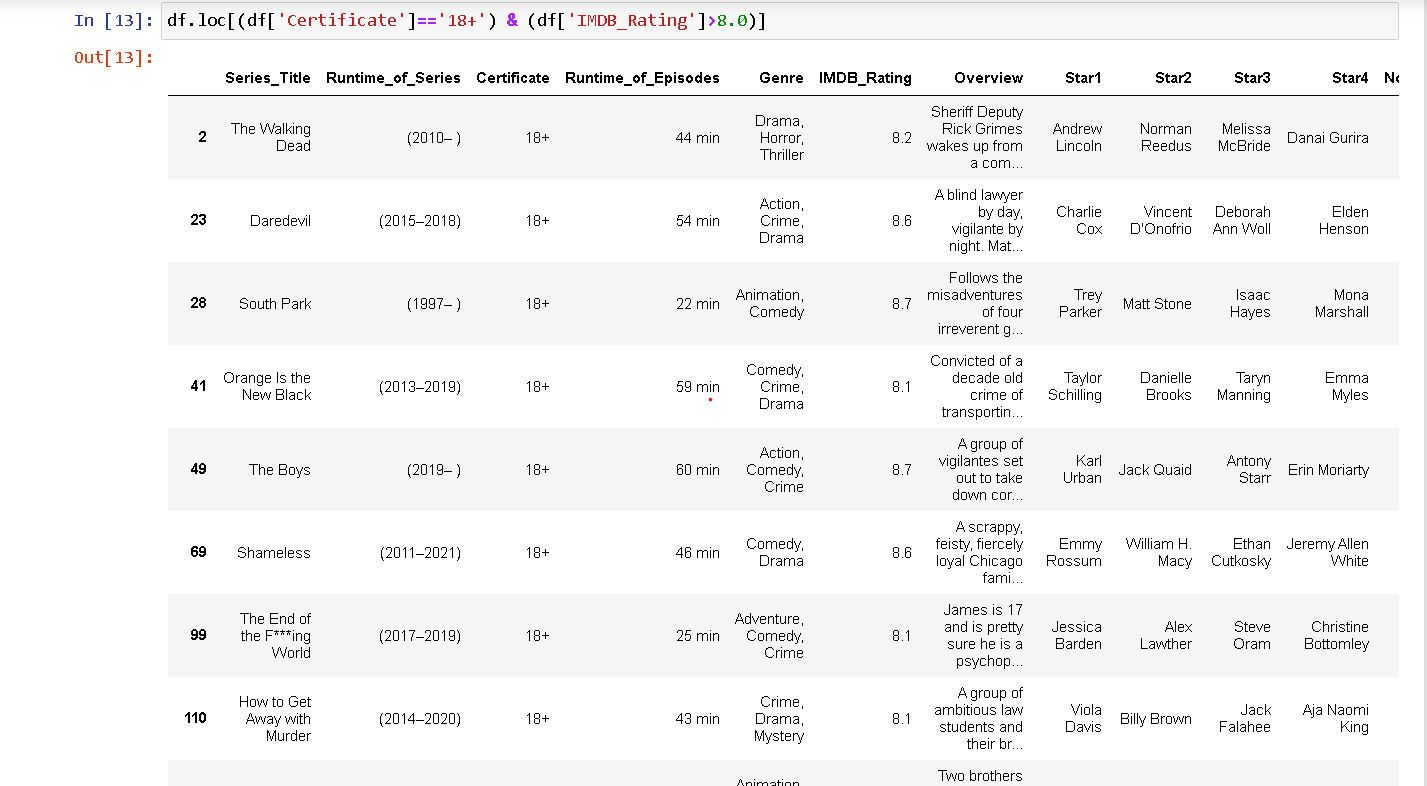 In [13]: df.loc[(df['Certificate']=='18+') & (df['IMDB_Rating']>8.0)]
Out[13]:
Series_Title Runtime_of_Series Certificate Runtime_of_Episodes Genre IMDB_Rating Overview Star1 Star2 Star3 Star4
2 The Walking Dead (2010– ) 18+ 44 min Drama, Horror, Thriller 8.2 Sheriff Deputy Rick Grimes wakes up from a com... Andrew Lincoln Norman Reedus Melissa McBride Danai Gurira
23 Daredevil (2015–2018) 18+ 54 min Action, Crime, Drama 8.6 A blind lawyer by day, vigilante by night. Mat... Charlie Cox Vincent D'Onofrio Deborah Ann Woll Elden Henson
28 South Park (1997– ) 18+ 22 min Animation, Comedy 8.7 Follows the misadventures of four irreverent g... Trey Parker Matt Stone Isaac Hayes Mona Marshall
41 Orange Is the New Black (2013–2019) 18+ 59 min Comedy, Crime, Drama 8.1 Convicted of a decade old crime of transportin... Taylor Schilling Danielle Brooks Taryn Manning Emma Myles
49 The Boys (2019– ) 18+ 60 min Action, Comedy, Crime 8.7 A group of vigilantes set out to take down cor... Karl Urban Jack Quaid Antony Starr Erin Moriarty
69 Shameless (2011–2021) 18+ 46 min Comedy, Drama 8.6 A scrappy, feisty, fiercely loyal Chicago fami... Emmy Rossum William H. Macy Ethan Cutkosky Jeremy Allen White
99 The End of the F***ing World (2017–2019) 18+ 25 min Adventure, Comedy, Crime 8.1 James is 17 and is pretty sure he is a psychop... Jessica Barden Alex Lawther Steve Oram Christine Bottomley
110 How to Get Away with Murder (2014–2020) 18+ 43 min Crime, Drama, Mystery 8.1 A group of ambitious law students and their br... Viola Davis Billy Brown Jack Falahee Aja Naomi King
Animation, Two brothers